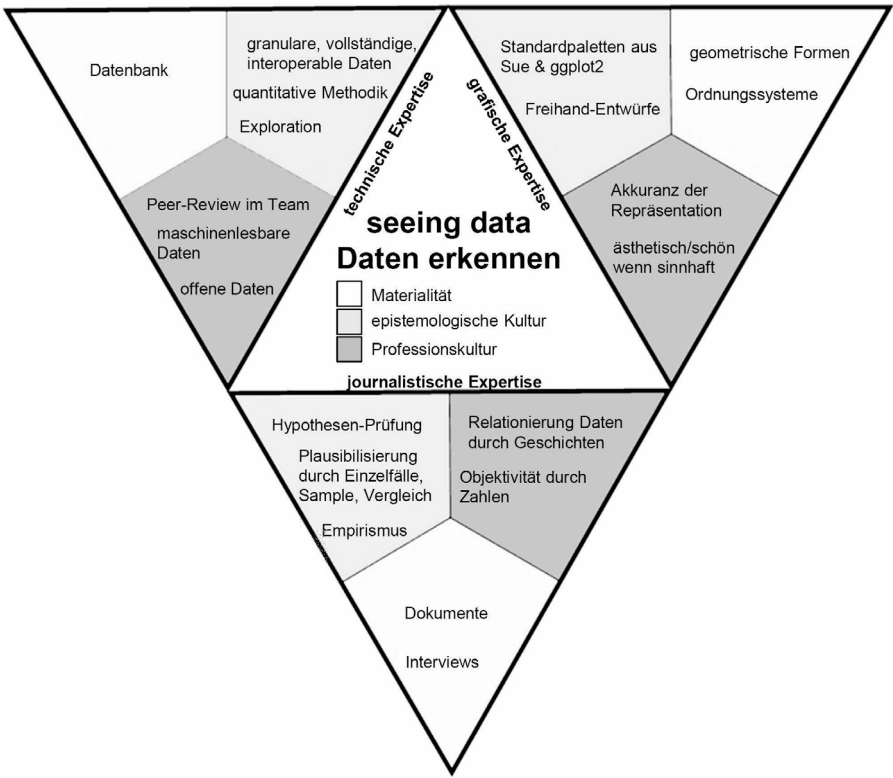 Datenbank
granulare, vollständige,
interoperable Daten
quantitative Methodik
Exploration
Peer-Review im Team
maschinenlesbare
Daten
offene Daten
technische Expertise
grafische Expertise
Standardpaletten aus
Sue & ggplot2
Freihand-Entwürfe
geometrische Formen
Ordnungssysteme
Akkuranz der
Repräsentation
ästhetisch/schön
wenn sinnhaft
seeing data
Daten erkennen
Materialität
epistemologische Kultur
Professionskultur
journalistische Expertise
Hypothesen-Prüfung
Plausibilisierung
durch Einzelfälle,
Sample, Vergleich
Empirismus
Relationierung Daten
durch Geschichten
Objektivität durch
Zahlen
Dokumente
Interviews